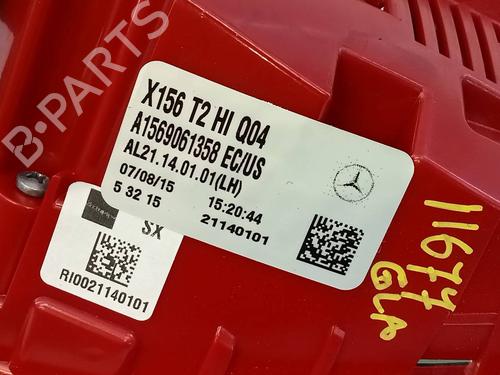 B-PARTS
X156 T2 HI Q04
A1569061358 EC/US
AL21.14.01.01(LH)
07/08/15 15:20:44
5 32 15 21140101
SX
RI0021140101
11677
GLA